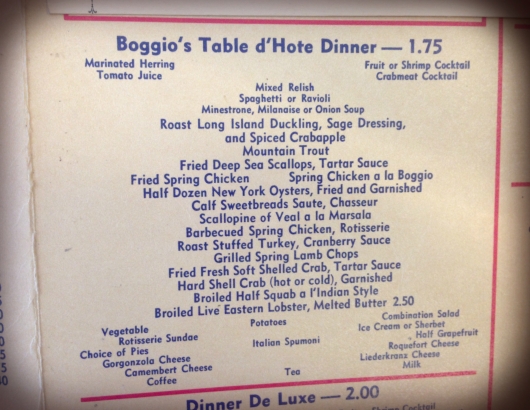 Boggio's Table d'Hote Dinner — 1.75
Marinated Herring Fruit or Shrimp Cocktail
Tomato Juice Crabmeat Cocktail
Mixed Relish
Spaghetti or Ravioli
Minestrone, Milanaise or Onion Soup
Roast Long Island Duckling, Sage Dressing,
and Spiced Crabapple
Mountain Trout
Fried Deep Sea Scallops, Tartar Sauce
Fried Spring Chicken Spring Chicken a la Boggio
Half Dozen New York Oysters, Fried and Garnished
Calf Sweetbreads Saute, Chasseur
Scallopine of Veal a la Marsala
Barbecued Spring Chicken, Rotisserie
Roast Stuffed Turkey, Cranberry Sauce
Grilled Spring Lamb Chops
Fried Fresh Soft Shelled Crab, Tartar Sauce
Hard Shell Crab (hot or cold), Garnished
Broiled Half Squab a l'Indian Style
Broiled Live Eastern Lobster, Melted Butter 2.50
Vegetable Potatoes Combination Salad
Rotisserie Sundae Ice Cream or Sherbet
Choice of Pies Italian Spumoni Half Grapefruit
Gorgonzola Cheese Roquefort Cheese
Camembert Cheese Liederkranz Cheese
Coffee Tea Milk
Dinner De Luxe — 2.00
Shrimp Cocktail